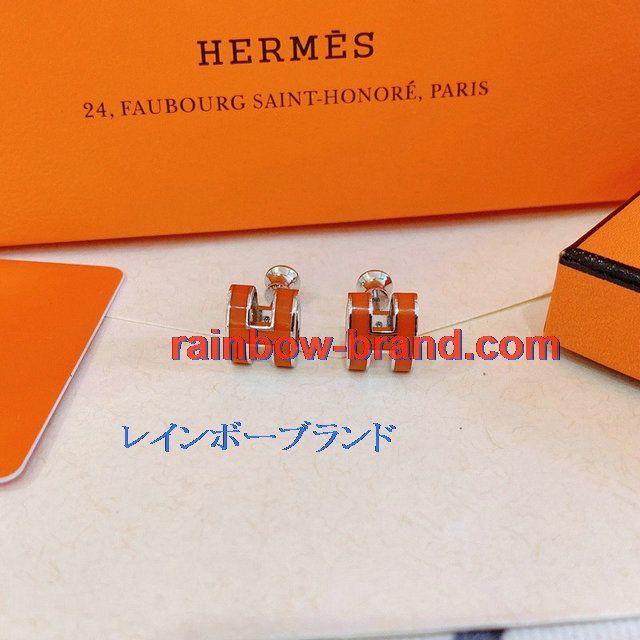 HERMÈS
24, FAUBOURG SAINT-HONORÉ, PARIS
rainbow-brand.com
レインボーブランド